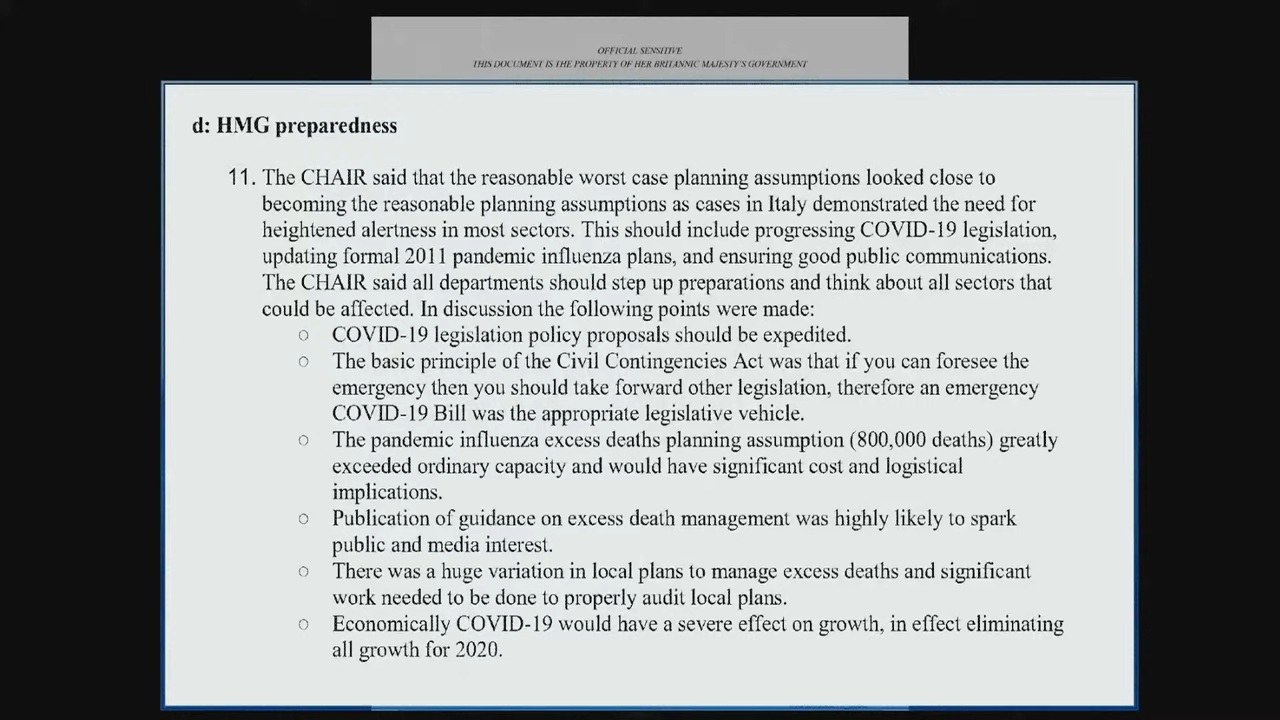 OFFICIAL SENSITIVE
THIS DOCUMENT IS THE PROPERTY OF HER BRITANNIC MAJESTY'S GOVERNMENT
d: HMG preparedness
11. The CHAIR said that the reasonable worst case planning assumptions looked close to
becoming the reasonable planning assumptions as cases in Italy demonstrated the need for
heightened alertness in most sectors. This should include progressing COVID-19 legislation,
updating formal 2011 pandemic influenza plans, and ensuring good public communications.
The CHAIR said all departments should step up preparations and think about all sectors that
could be affected. In discussion the following points were made:
○ COVID-19 legislation policy proposals should be expedited.
○ The basic principle of the Civil Contingencies Act was that if you can foresee the
emergency then you should take forward other legislation, therefore an emergency
COVID-19 Bill was the appropriate legislative vehicle.
○ The pandemic influenza excess deaths planning assumption (800,000 deaths) greatly
exceeded ordinary capacity and would have significant cost and logistical
implications.
○ Publication of guidance on excess death management was highly likely to spark
public and media interest.
○ There was a huge variation in local plans to manage excess deaths and significant
work needed to be done to properly audit local plans.
○ Economically COVID-19 would have a severe effect on growth, in effect eliminating
all growth for 2020.